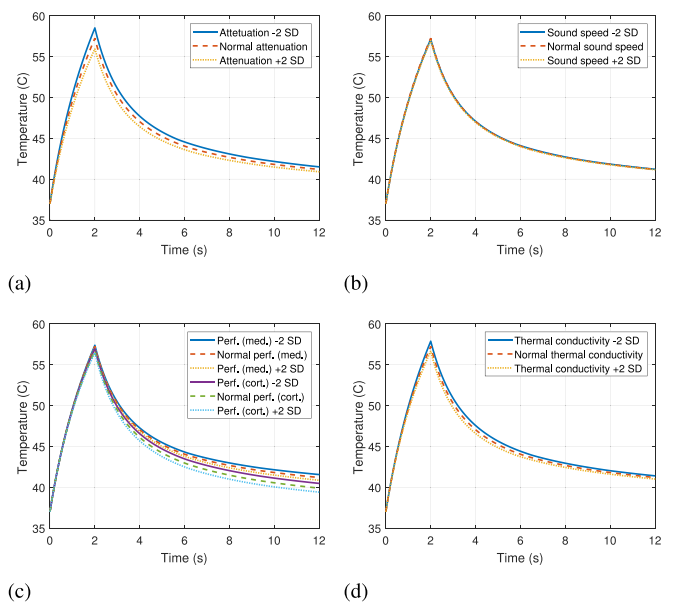 60
55
50
45
40
35
Temperature (C)
0 2 4 6 8 10 12
Time (s)
Attetuation -2 SD
Normal attenuation
Attenuation +2 SD
(a)
60
55
50
45
40
35
Temperature (C)
0 2 4 6 8 10 12
Time (s)
Sound speed -2 SD
Normal sound speed
Sound speed +2 SD
(b)
60
55
50
45
40
35
Temperature (C)
0 2 4 6 8 10 12
Time (s)
Perf. (med.) -2 SD
Normal perf. (med.)
Perf. (med.) +2 SD
Perf. (cort.) -2 SD
Normal perf. (cort.)
Perf. (cort.) +2 SD
(c)
60
55
50
45
40
35
Temperature (C)
0 2 4 6 8 10 12
Time (s)
Thermal conductivity -2 SD
Normal thermal conductivity
Thermal conductivity +2 SD
(d)